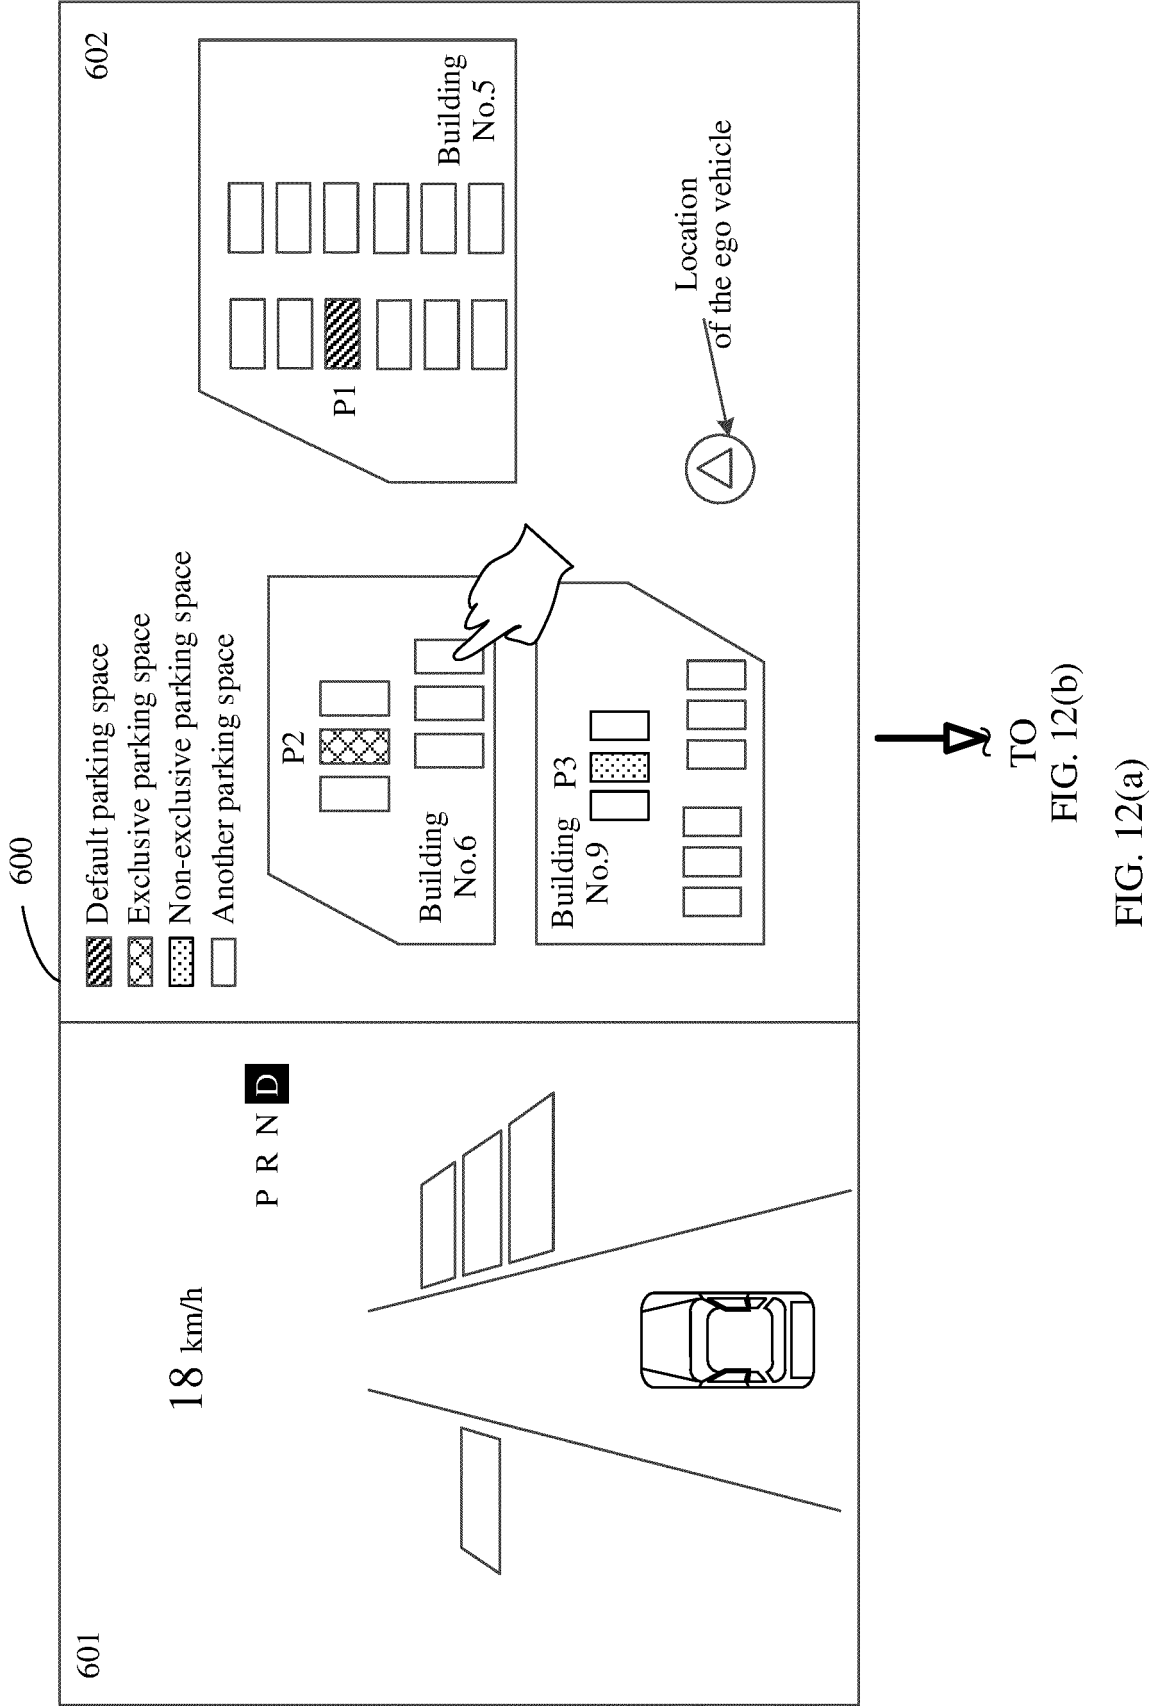 600
601
18 km/h
P R N D
602
Default parking space
Exclusive parking space
Non-exclusive parking space
Another parking space
P2
Building
No.6
Building
No.9
P3
P1
Building
No.5
Location
of the ego vehicle
TO
FIG. 12(b)
FIG. 12(a)